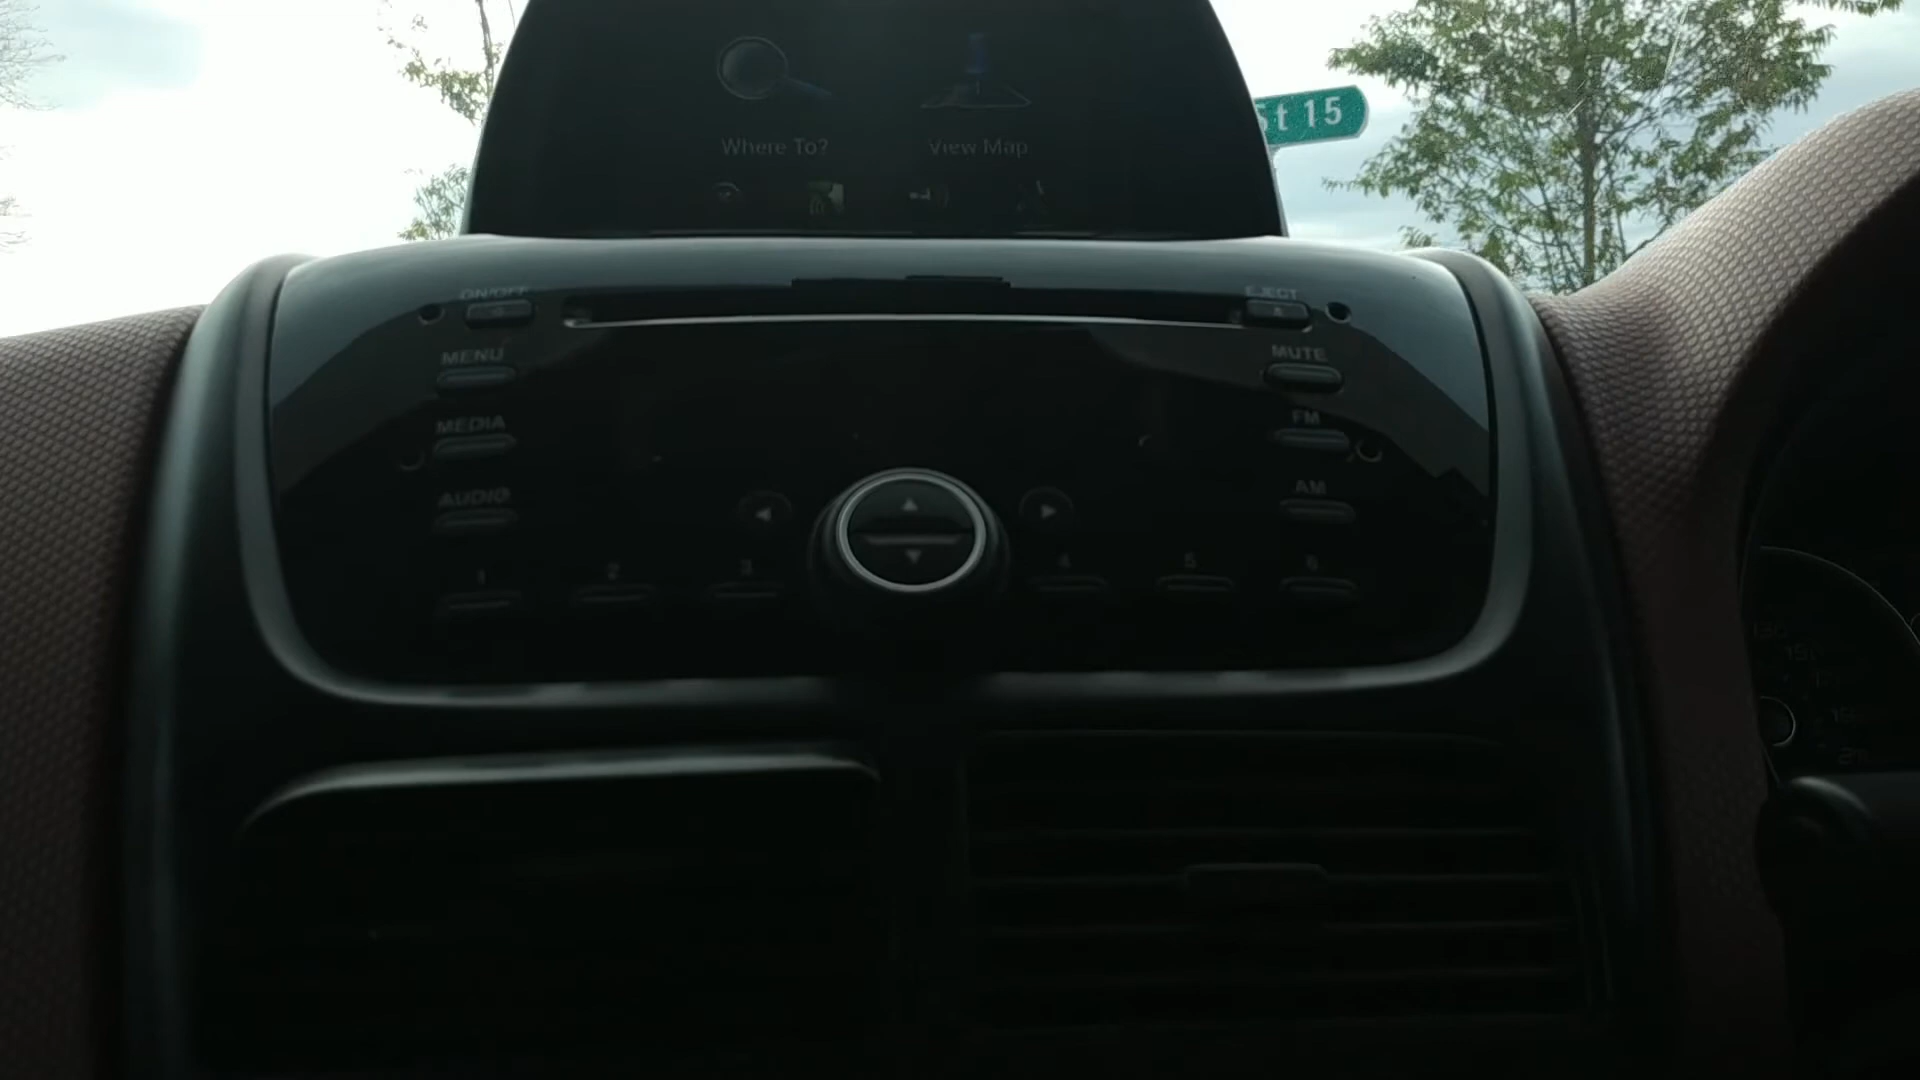 St 15
Where To? View Map
ON/OFF
EJECT
MENU
MUTE
MEDIA
FM
AUDIO
AM
1 2 3 4 5 6